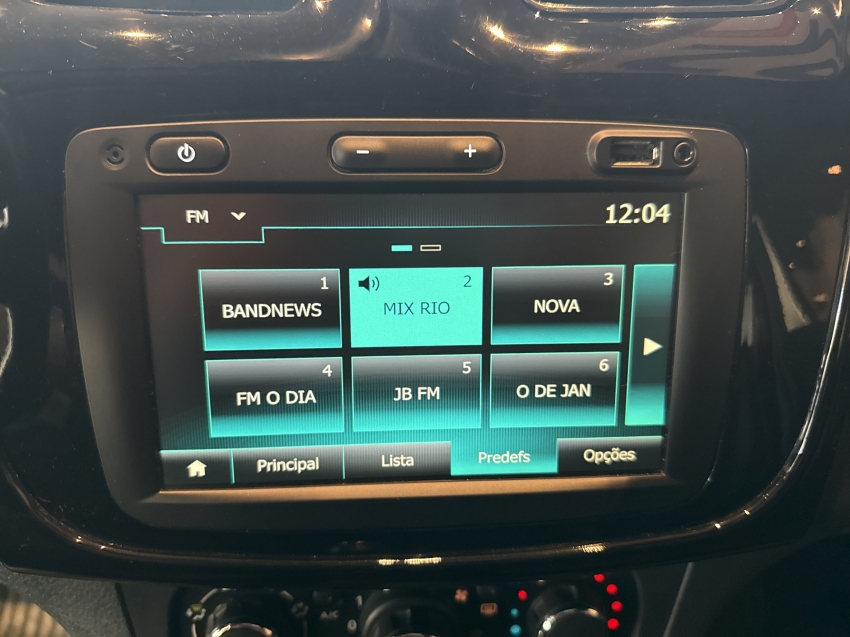 FM
12:04
1
BANDNEWS
2
MIX RIO
3
NOVA
4
FM O DIA
5
JB FM
6
O DE JAN
Principal
Lista
Predefs
Opções
A/C
0